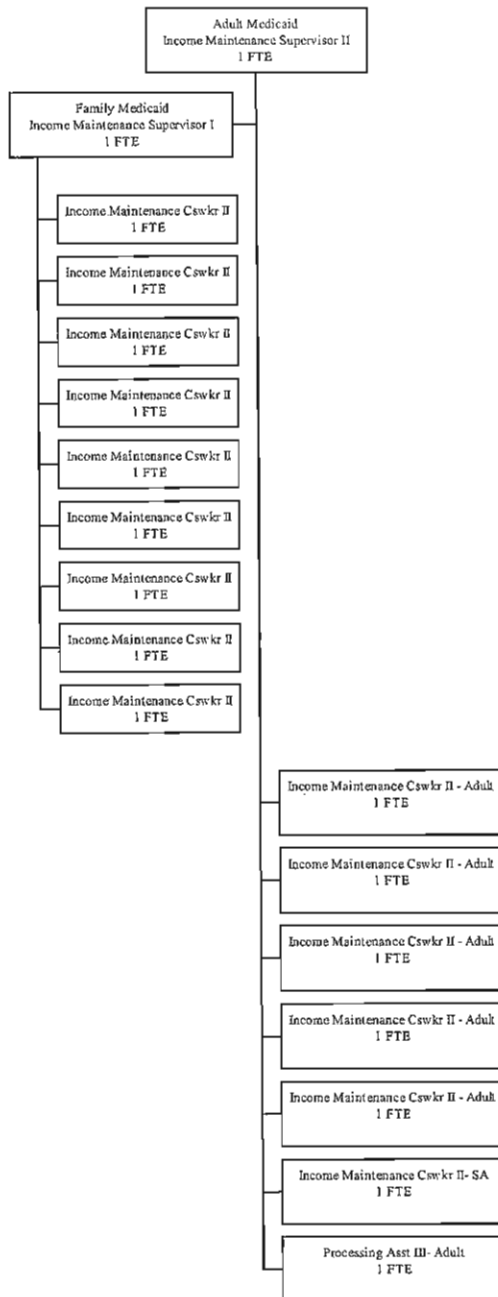 Adult Medicaid
Income Maintenance Supervisor II
1 FTE
Family Medicaid
Income Maintenance Supervisor I
1 FTE
Income Maintenance Cswkr II
1 FTE
Income Maintenance Cswkr II
1 FTE
Income Maintenance Cswkr II
1 FTE
Income Maintenance Cswkr II
1 FTE
Income Maintenance Cswkr II
1 FTE
Income Maintenance Cswkr II
1 FTE
Income Maintenance Cswkr II
1 FTE
Income Maintenance Cswkr II
1 FTE
Income Maintenance Cswkr II
1 FTE
Income Maintenance Cswkr II - Adult
1 FTE
Income Maintenance Cswkr II - Adult
1 FTE
Income Maintenance Cswkr II - Adult
1 FTE
Income Maintenance Cswkr II - Adult
1 FTE
Income Maintenance Cswkr II - Adult
1 FTE
Income Maintenance Cswkr II- SA
1 FTE
Processing Asst III- Adult
1 FTE